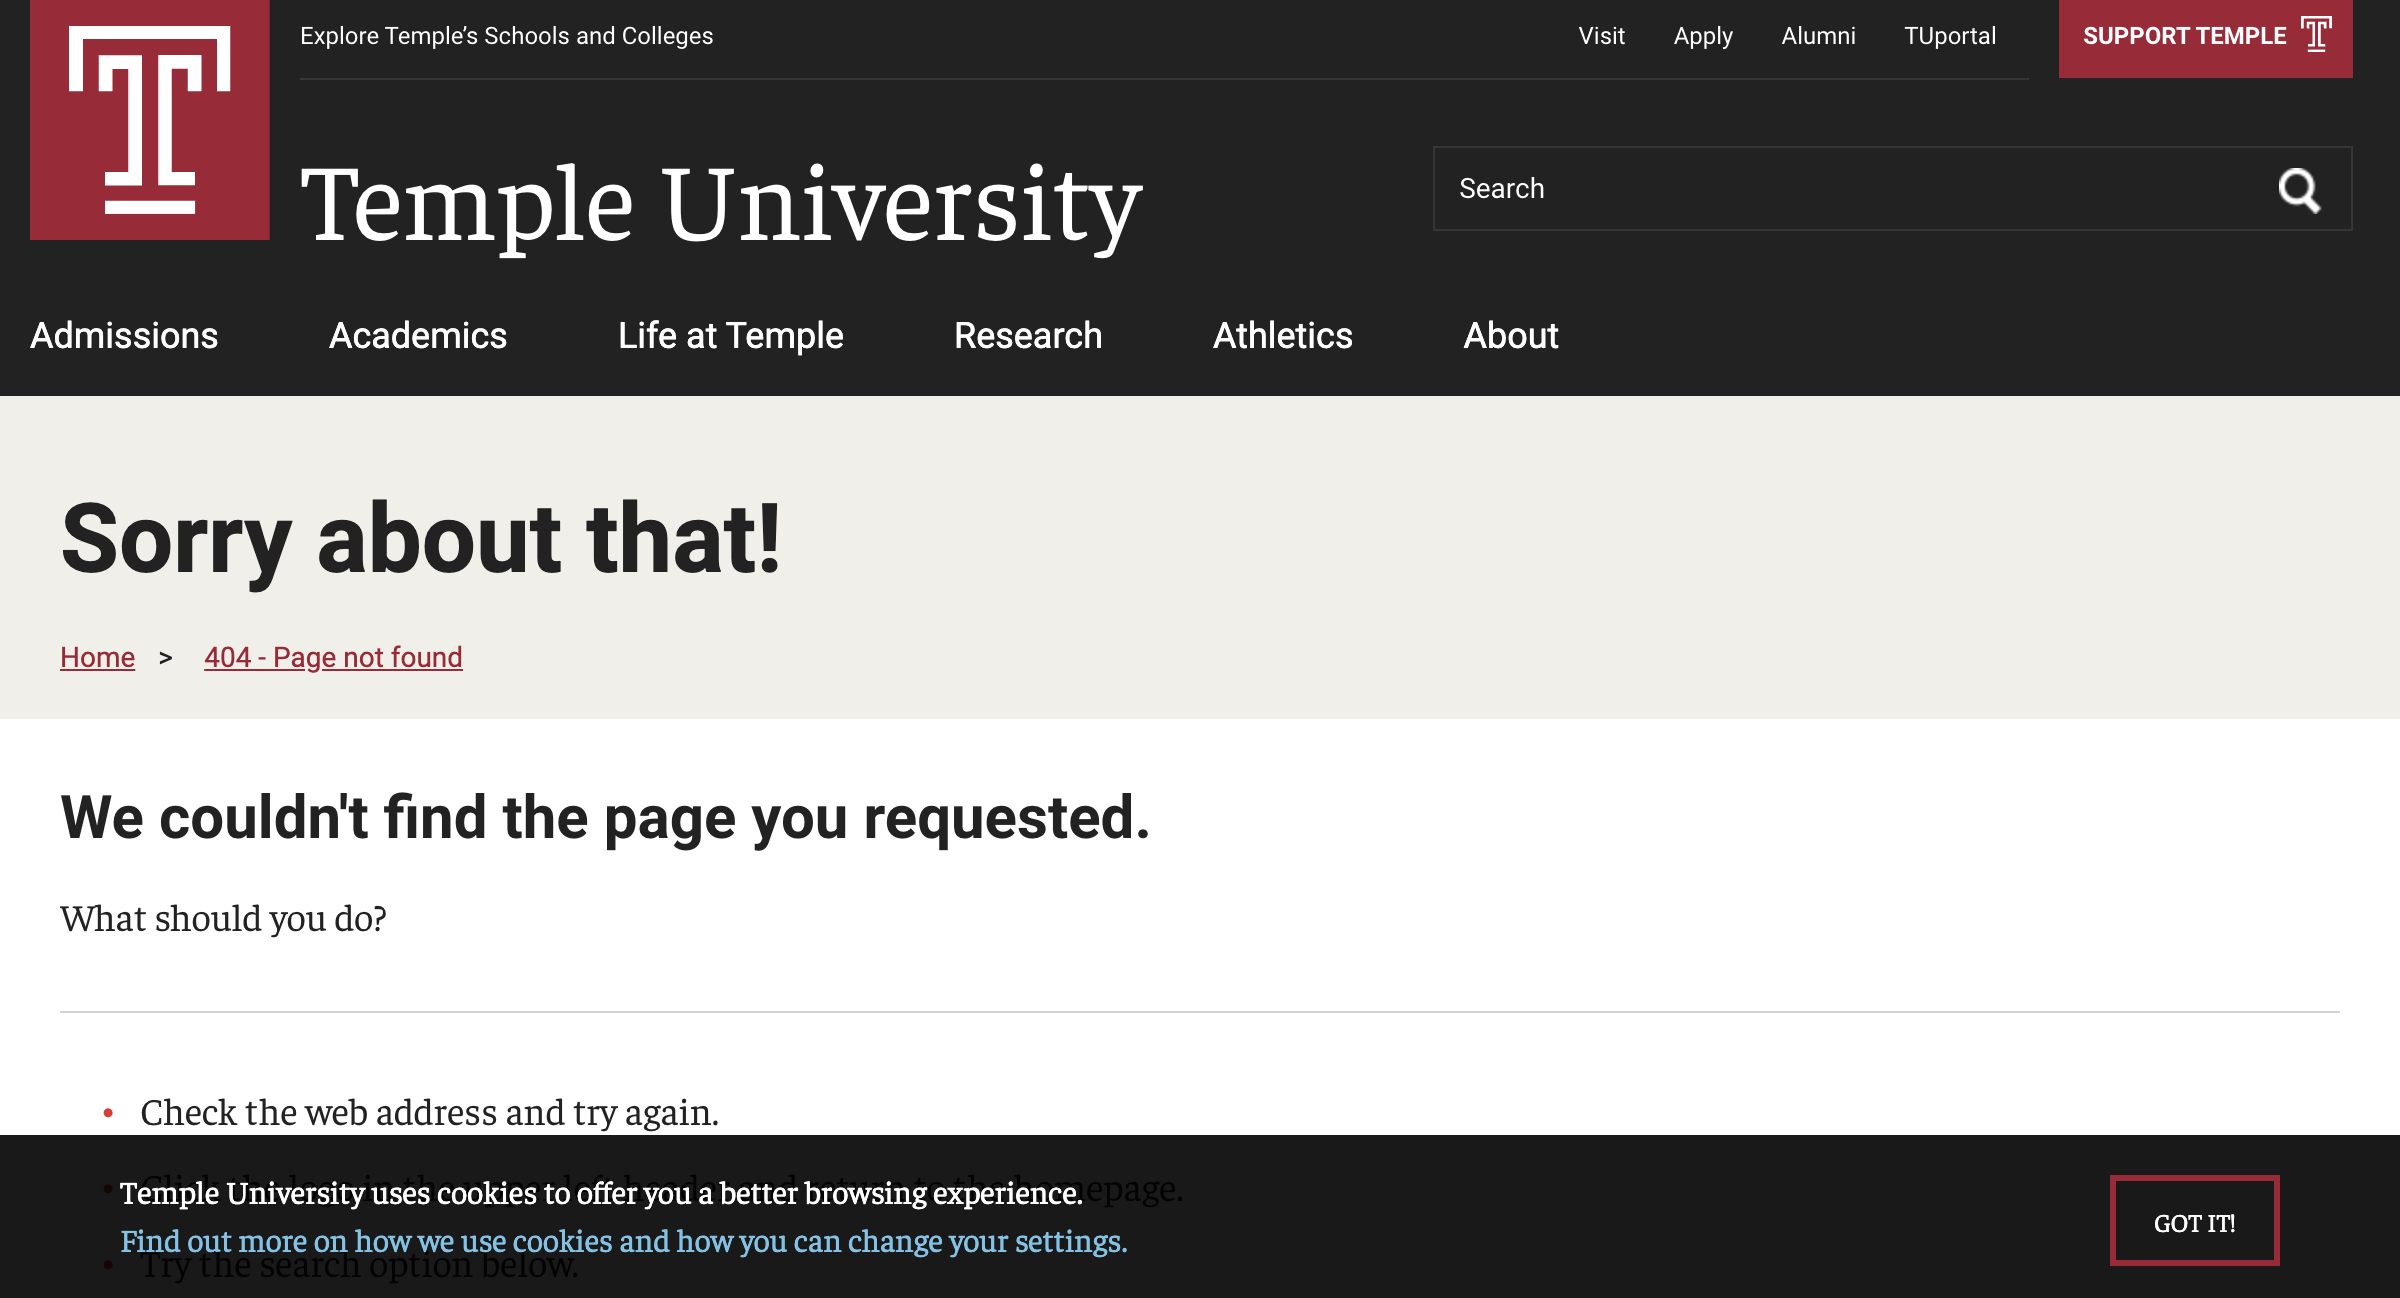 Explore Temple’s Schools and Colleges
Visit
Apply
Alumni
TUportal
SUPPORT TEMPLE
Temple University
Search
Admissions
Academics
Life at Temple
Research
Athletics
About
Sorry about that!
Home > 404 - Page not found
We couldn't find the page you requested.
What should you do?
• Check the web address and try again.
Temple University uses cookies to offer you a better browsing experience.
Find out more on how we use cookies and how you can change your settings.
GOT IT!
homepage.
• Try the search option below.